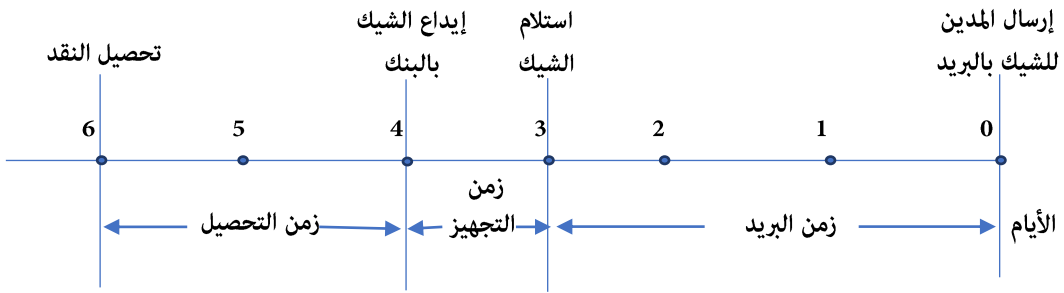 إرسال المدين
للشيك بالبريد
استلام
الشيك
إيداع الشيك
بالبنك
تحصيل النقد
0
1
2
3
4
5
6
الأيام
زمن البريد
زمن
التجهيز
زمن التحصيل